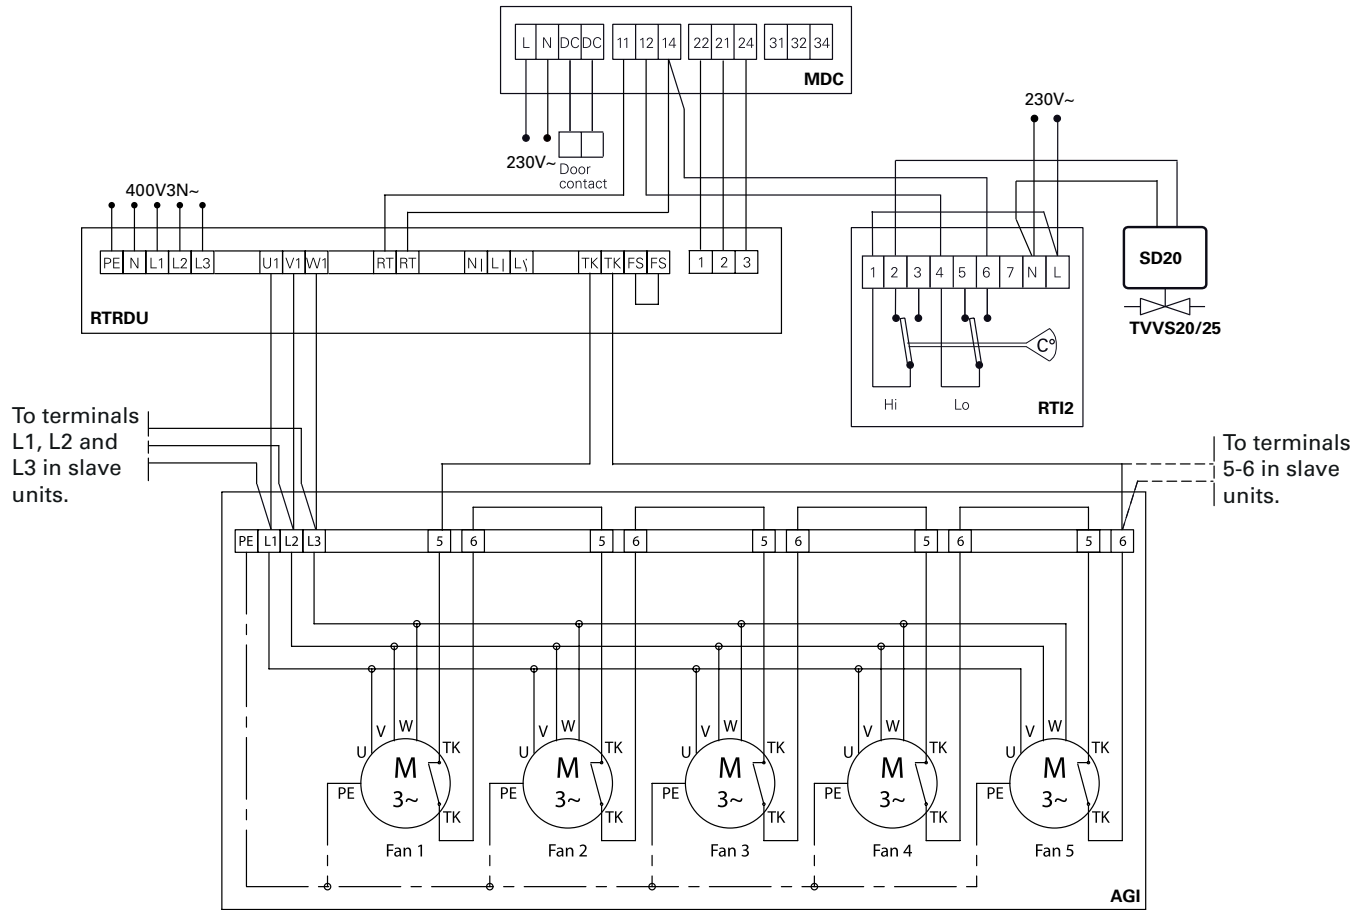 L N DC DC 11 12 14 22 21 24 31 32 34
MDC
230V~
Door
contact
230V~
400V3N~
PE N L1 L2 L3 U1 V1 W1 RT RT TK TK FS FS 1 2 3
RTRDU
1 2 3 4 5 6 7 N L
C°
Hi Lo
RTI2
SD20
TVVS20/25
To terminals
L1, L2 and
L3 in slave
units.
To terminals
5-6 in slave
units.
PE L1 L2 L3 5 6 5 6 5 6 5 6 5 6
U V W TK
M
3~
PE TK
Fan 1
U V W TK
M
3~
PE TK
Fan 2
U V W TK
M
3~
PE TK
Fan 3
U V W TK
M
3~
PE TK
Fan 4
U V W TK
M
3~
PE TK
Fan 5
AGI